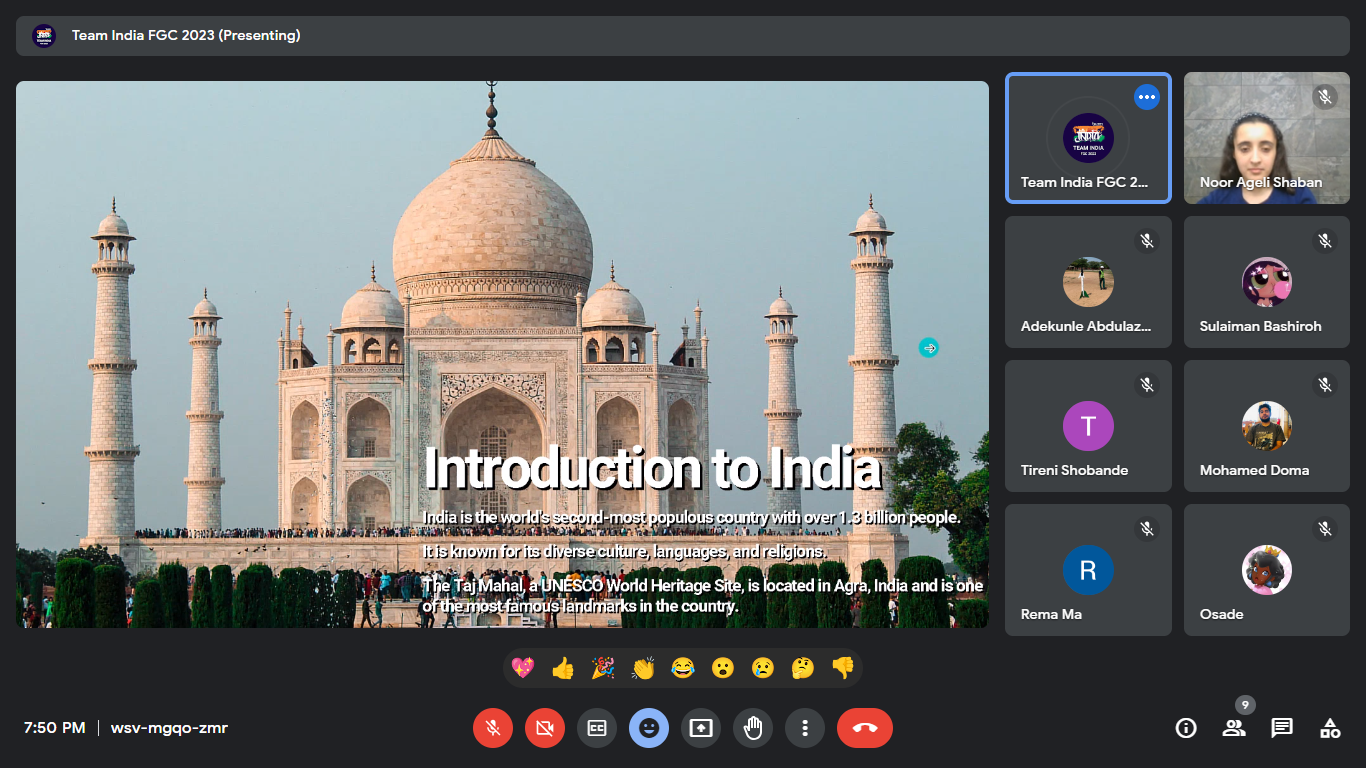 Team India FGC 2023 (Presenting)
Introduction to India
India is the world's second-most populous country with over 1.3 billion people.
It is known for its diverse culture, languages, and religions.
The Taj Mahal, a UNESCO World Heritage Site, is located in Agra, India and is one
of the most famous landmarks in the country.
TEAM INDIA
FGC 2023
Team India FGC 2...
Noor Ageli Shaban
Adekunle Abdulaz...
Sulaiman Bashiroh
T
Tireni Shobande
Mohamed Doma
R
Rema Ma
Osade
7:50 PM | wsv-mgqo-zmr
CC
9